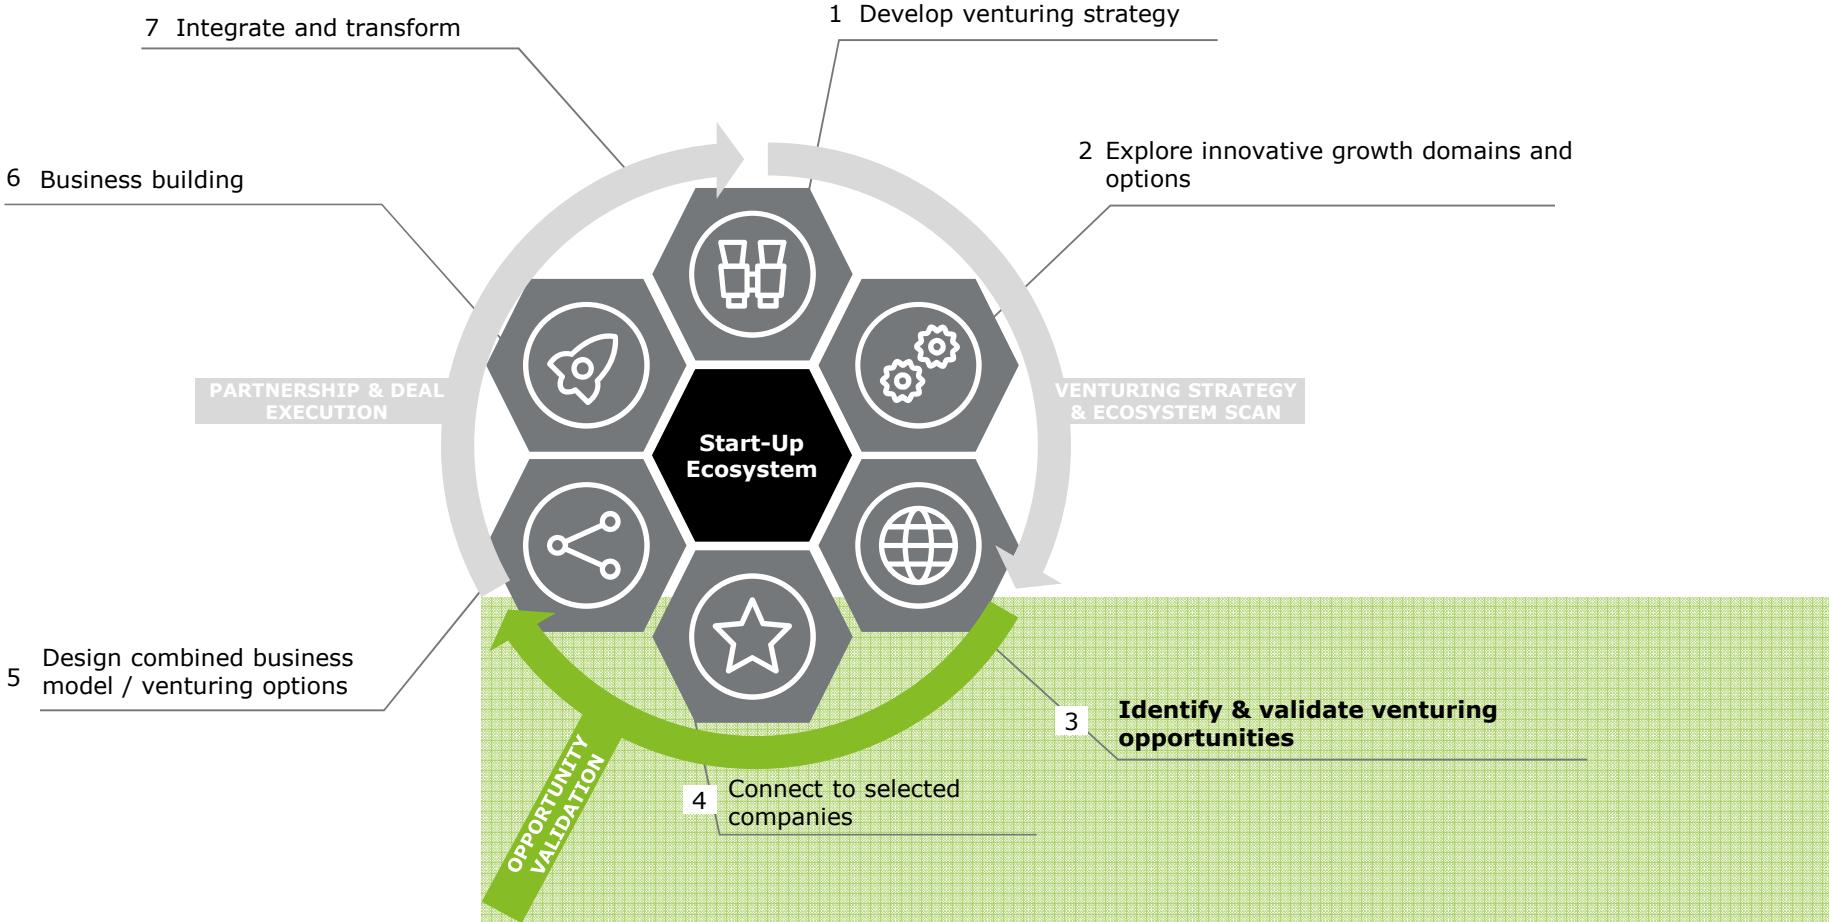 7 Integrate and transform
1 Develop venturing strategy
2 Explore innovative growth domains and
options
6 Business building
PARTNERSHIP & DEAL
EXECUTION
VENTURING STRATEGY
& ECOSYSTEM SCAN
Start-Up
Ecosystem
5 Design combined business
model / venturing options
3 Identify & validate venturing
opportunities
OPPORTUNITY
VALIDATION
4 Connect to selected
companies